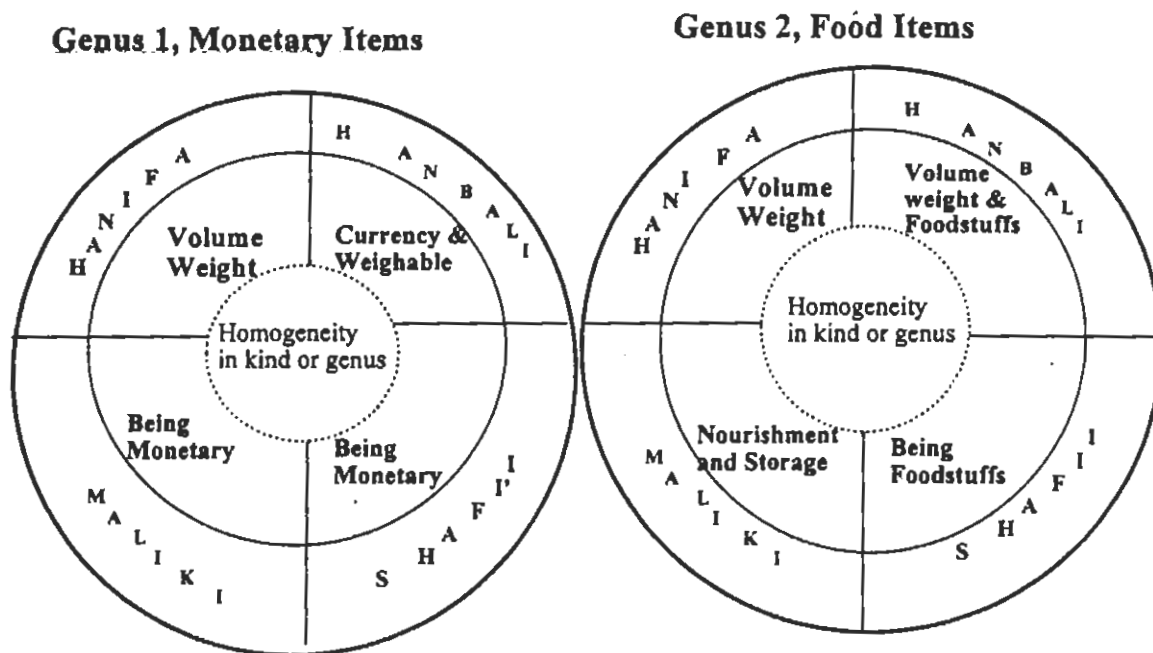 Genus 1, Monetary Items
HANIFA
HANBALI
Volume
Weight
Currency &
Weighable
Homogeneity
in kind or genus
Being
Monetary
Being
Monetary
MALIKI
SHAFI'I
Genus 2, Food Items
HANIFA
HANBALI
Volume
Weight
Volume
weight &
Foodstuffs
Homogeneity
in kind or genus
Nourishment
and Storage
Being
Foodstuffs
MALIKI
SHAFII